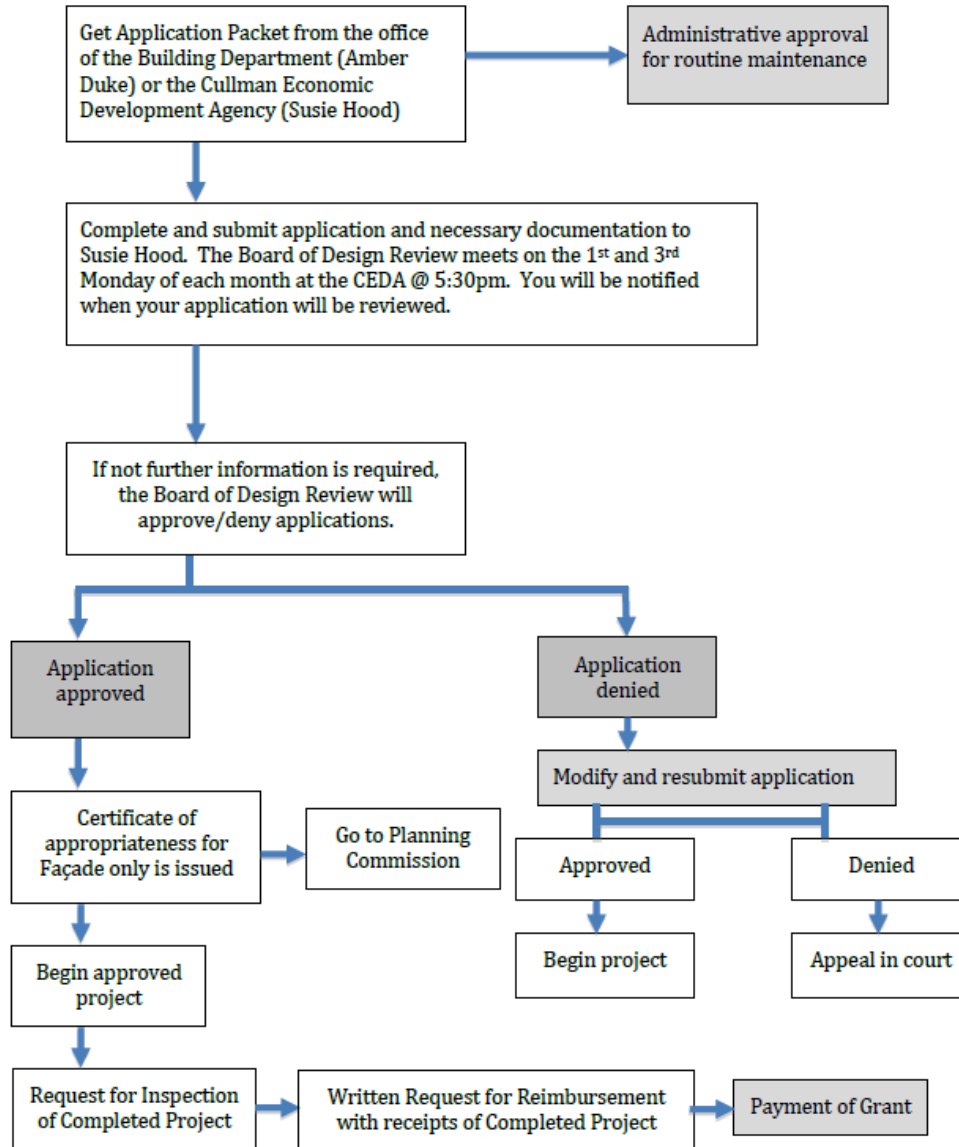 Get Application Packet from the office
of the Building Department (Amber
Duke) or the Cullman Economic
Development Agency (Susie Hood)
Administrative approval
for routine maintenance
Complete and submit application and necessary documentation to
Susie Hood.  The Board of Design Review meets on the 1st and 3rd
Monday of each month at the CEDA @ 5:30pm.  You will be notified
when your application will be reviewed.
If not further information is required,
the Board of Design Review will
approve/deny applications.
Application
approved
Application
denied
Modify and resubmit application
Certificate of
appropriateness for
Façade only is issued
Go to Planning
Commission
Approved
Denied
Begin project
Appeal in court
Begin approved
project
Request for Inspection
of Completed Project
Written Request for Reimbursement
with receipts of Completed Project
Payment of Grant